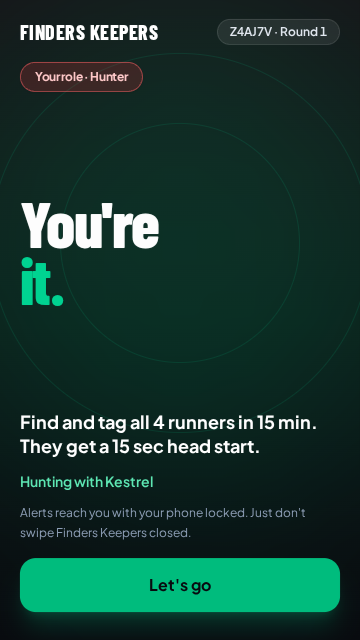 FINDERS KEEPERS
Z4AJ7V · Round 1
Your role · Hunter
You're
it.
Find and tag all 4 runners in 15 min.
They get a 15 sec head start.
Hunting with Kestrel
Alerts reach you with your phone locked. Just don't
swipe Finders Keepers closed.
Let's go